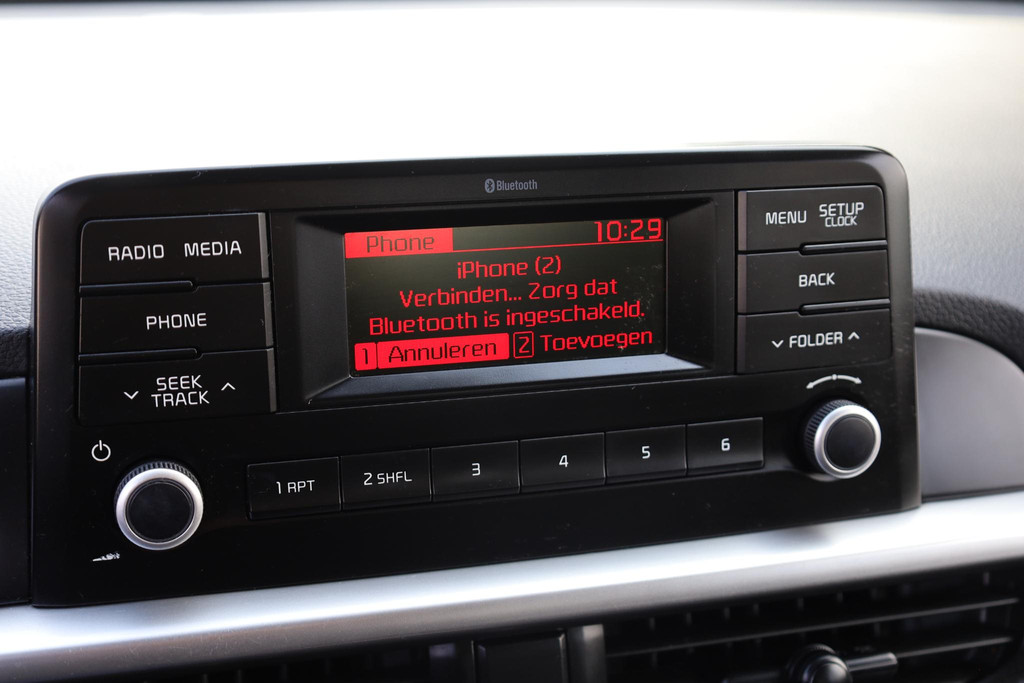 Bluetooth
RADIO MEDIA
PHONE
SEEK
TRACK
Phone 10:29
iPhone (2)
Verbinden... Zorg dat
Bluetooth is ingeschakeld.
1 Annuleren 2 Toevoegen
MENU SETUP
CLOCK
BACK
FOLDER
1 RPT 2 SHFL 3 4 5 6